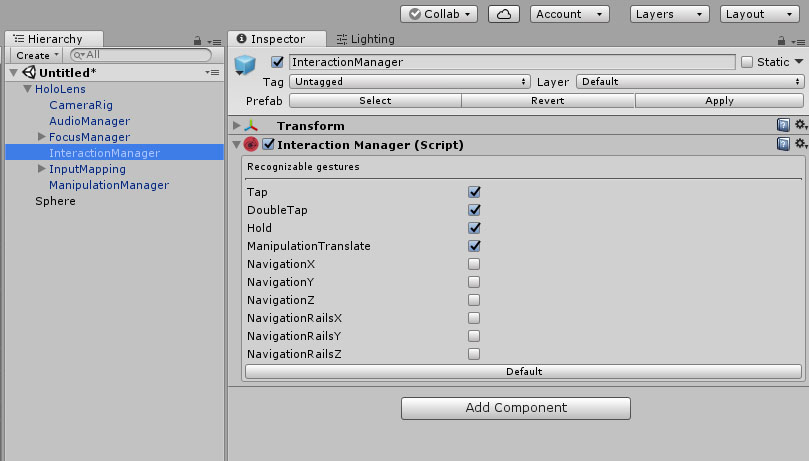 Collab Account Layers Layout
Hierarchy
Create All
Untitled*
HoloLens
CameraRig
AudioManager
FocusManager
InteractionManager
InputMapping
ManipulationManager
Sphere
Inspector Lighting
InteractionManager Static
Tag Untagged Layer Default
Prefab Select Revert Apply
Transform
Interaction Manager (Script)
Recognizable gestures
Tap
DoubleTap
Hold
ManipulationTranslate
NavigationX
NavigationY
NavigationZ
NavigationRailsX
NavigationRailsY
NavigationRailsZ
Default
Add Component